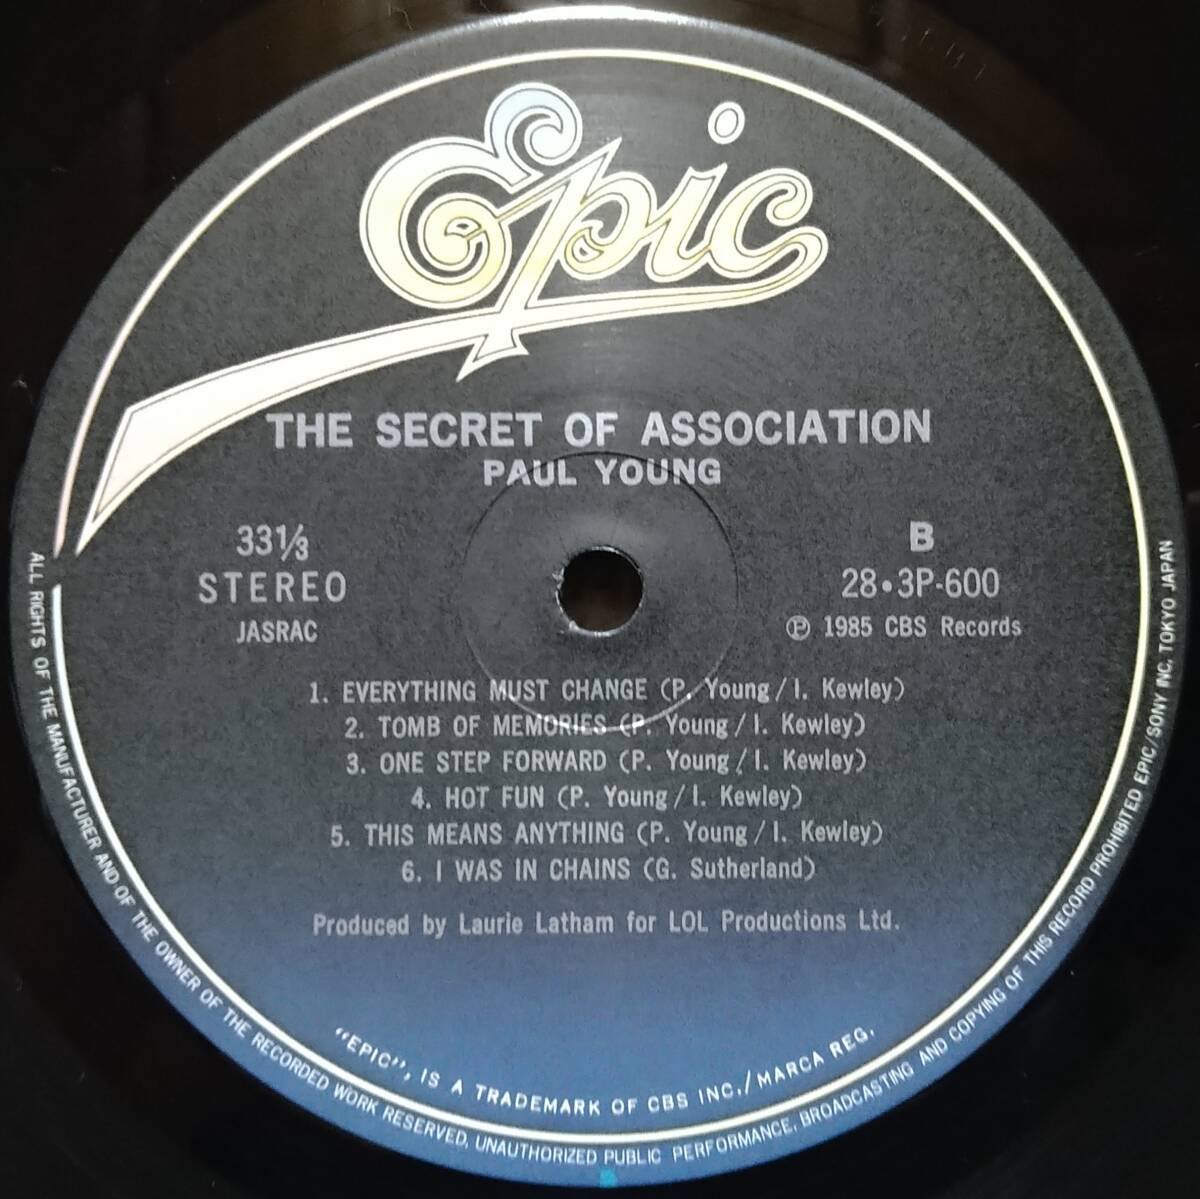 Epic
THE SECRET OF ASSOCIATION
PAUL YOUNG
33⅓
STEREO
JASRAC
B
28•3P-600
℗ 1985 CBS Records
1. EVERYTHING MUST CHANGE (P. Young/I. Kewley)
2. TOMB OF MEMORIES (P. Young/I. Kewley)
3. ONE STEP FORWARD (P. Young/I. Kewley)
4. HOT FUN (P. Young/I. Kewley)
5. THIS MEANS ANYTHING (P. Young/I. Kewley)
6. I WAS IN CHAINS (G. Sutherland)
Produced by Laurie Latham for LOL Productions Ltd.
"EPIC", IS A TRADEMARK OF CBS INC./MARCA REG.
ALL RIGHTS OF THE MANUFACTURER AND OF THE OWNER OF THE RECORDED WORK RESERVED, UNAUTHORIZED PUBLIC PERFORMANCE, BROADCASTING AND COPYING OF THIS RECORD PROHIBITED EPIC/SONY INC. TOKYO JAPAN